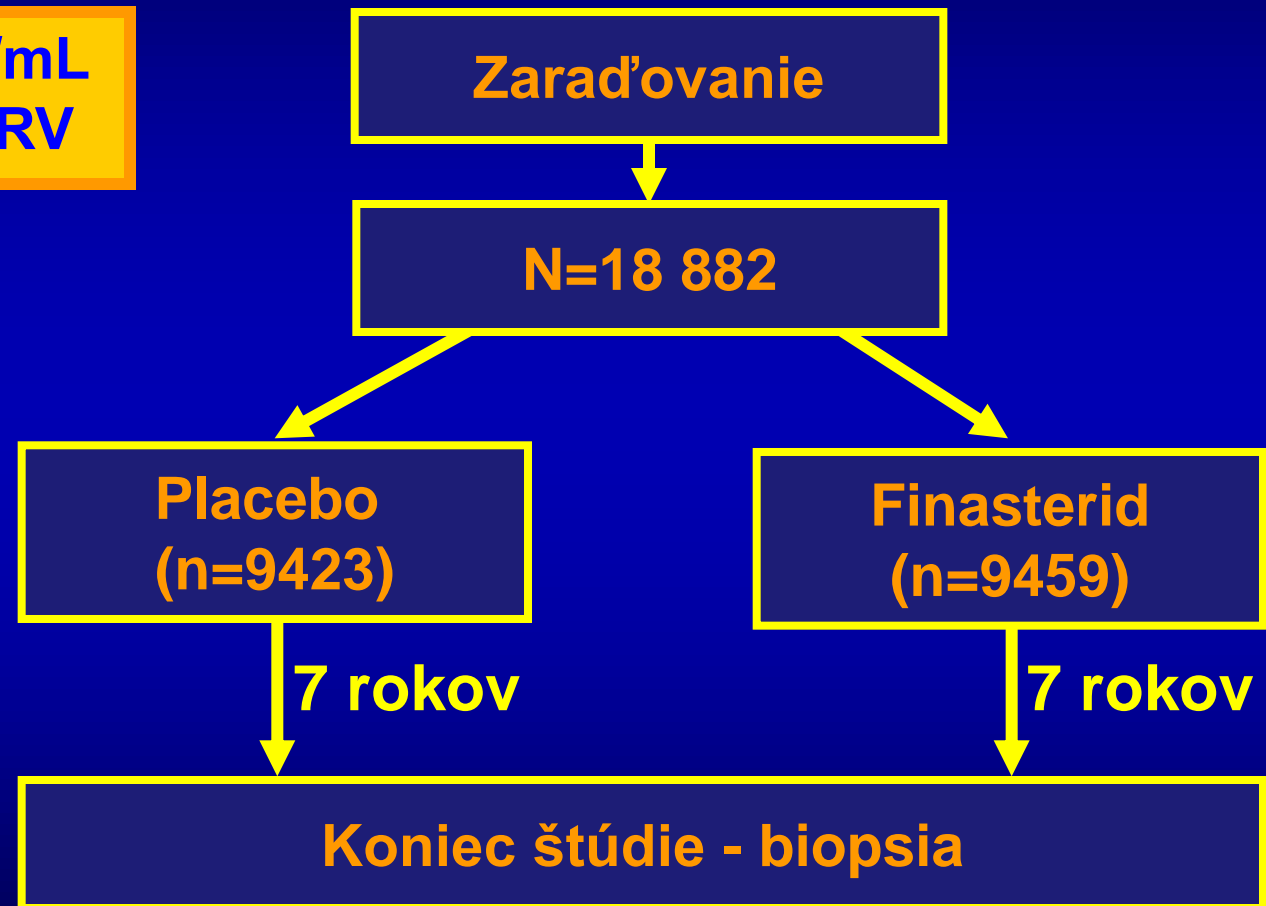 /mL
RV
Zaraďovanie
N=18 882
Placebo
(n=9423)
Finasterid
(n=9459)
7 rokov
7 rokov
Koniec štúdie - biopsia